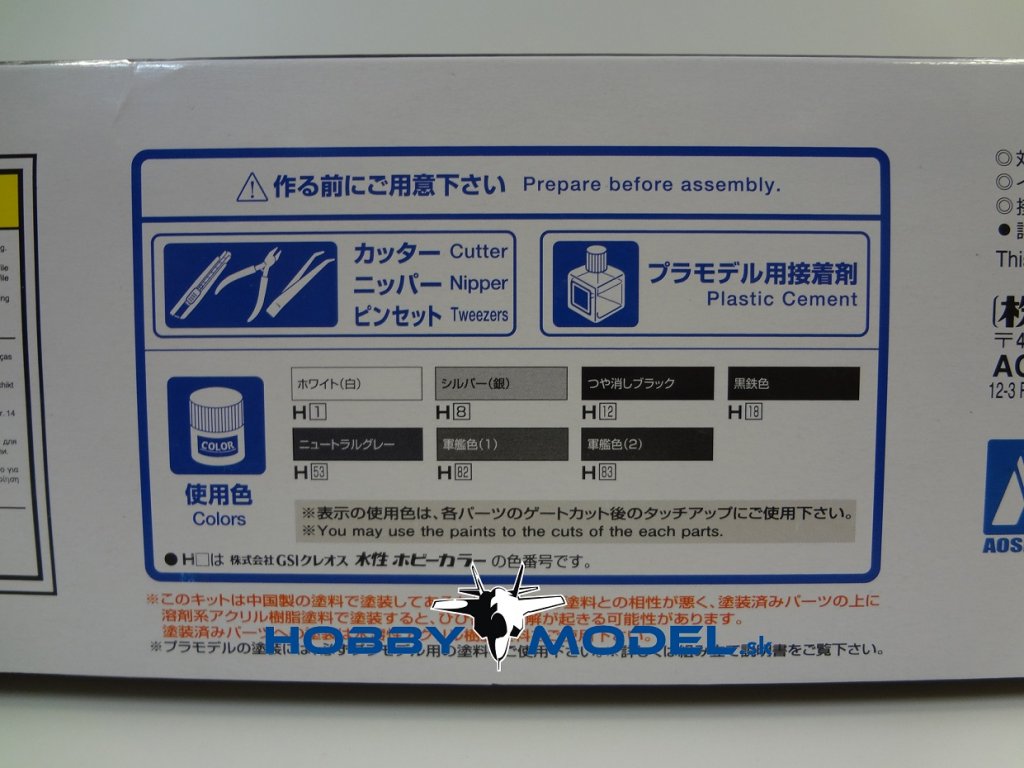 作る前にご用意下さい Prepare before assembly.
カッター Cutter
ニッパー Nipper
ピンセット Tweezers
プラモデル用接着剤
Plastic Cement
ホワイト(白)
シルバー(銀)
つや消しブラック
黒鉄色
H1
H8
H12
H18
ニュートラルグレー
軍艦色(1)
軍艦色(2)
H53
H82
H83
COLOR
使用色
Colors
※表示の使用色は、各パーツのゲートカット後のタッチアップにご使用下さい。
※You may use the paints to the cuts of the each parts.
●H□は 株式会社GSIクレオス 水性ホビーカラー の色番号です。
※このキットは中国製の塗料で塗装して 塗料との相性が悪く、塗装済みパーツの上に
溶剤系アクリル樹脂塗料で塗装すると、ひび 解が起きる可能性があります。
塗装済みパーツ
※プラモデルの塗装には
説明書をご覧下さい。
HOBBY MODEL.sk
This
〒4
12-3
AOS